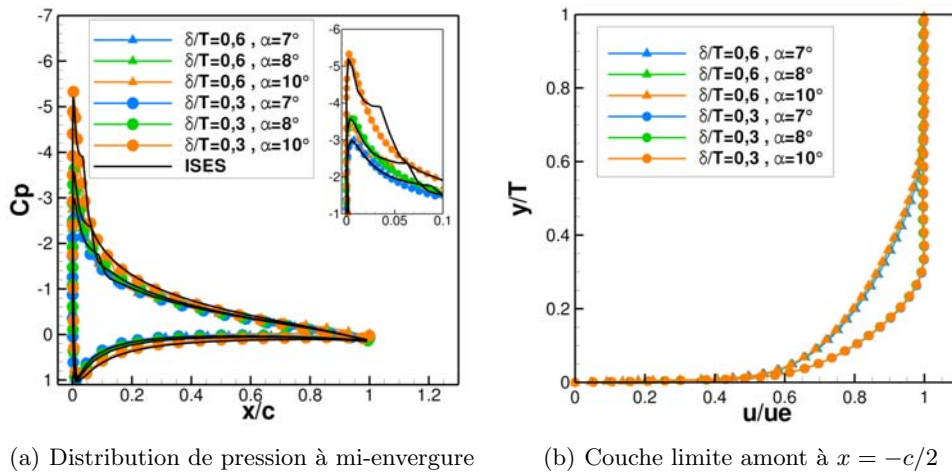 -7
-6
-5
-4
-3
-2
-1
0
1
Cp
δ/T=0,6 , α=7°
δ/T=0,6 , α=8°
δ/T=0,6 , α=10°
δ/T=0,3 , α=7°
δ/T=0,3 , α=8°
δ/T=0,3 , α=10°
ISES
-6
-5
-4
-3
-2
-1
0 0.05 0.1
0 0.2 0.4 0.6 0.8 1 1.2
x/c
(a) Distribution de pression à mi-envergure
1
0.8
0.6
0.4
0.2
0
y/T
δ/T=0,6 , α=7°
δ/T=0,6 , α=8°
δ/T=0,6 , α=10°
δ/T=0,3 , α=7°
δ/T=0,3 , α=8°
δ/T=0,3 , α=10°
0 0.2 0.4 0.6 0.8 1
u/ue
(b) Couche limite amont à x = −c/2